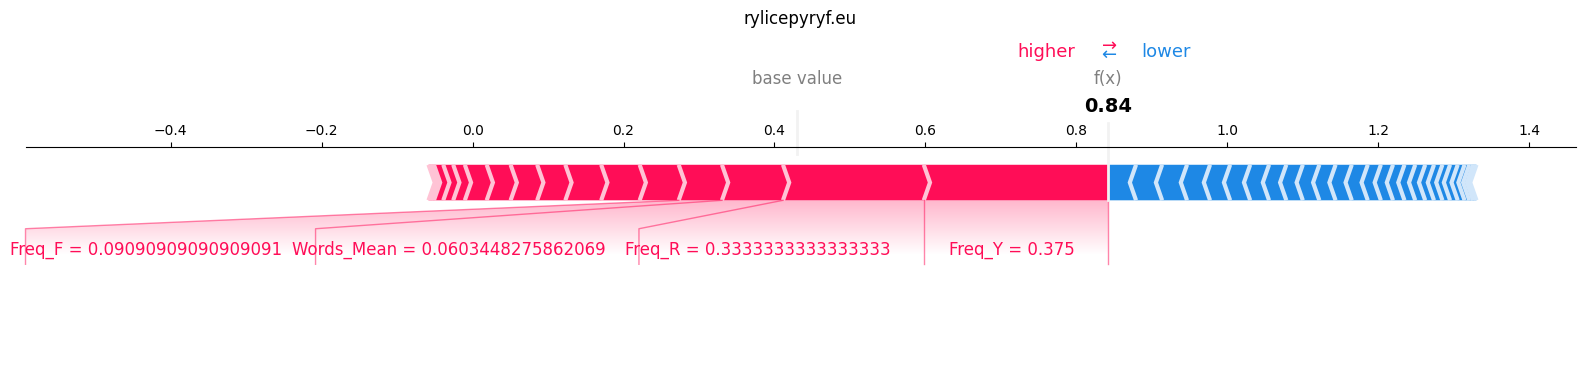 rylicepyryf.eu
higher ⇄ lower
base value f(x)
0.84
−0.4 −0.2 0.0 0.2 0.4 0.6 0.8 1.0 1.2 1.4
Freq_F = 0.09090909090909091 Words_Mean = 0.0603448275862069 Freq_R = 0.3333333333333333 Freq_Y = 0.375